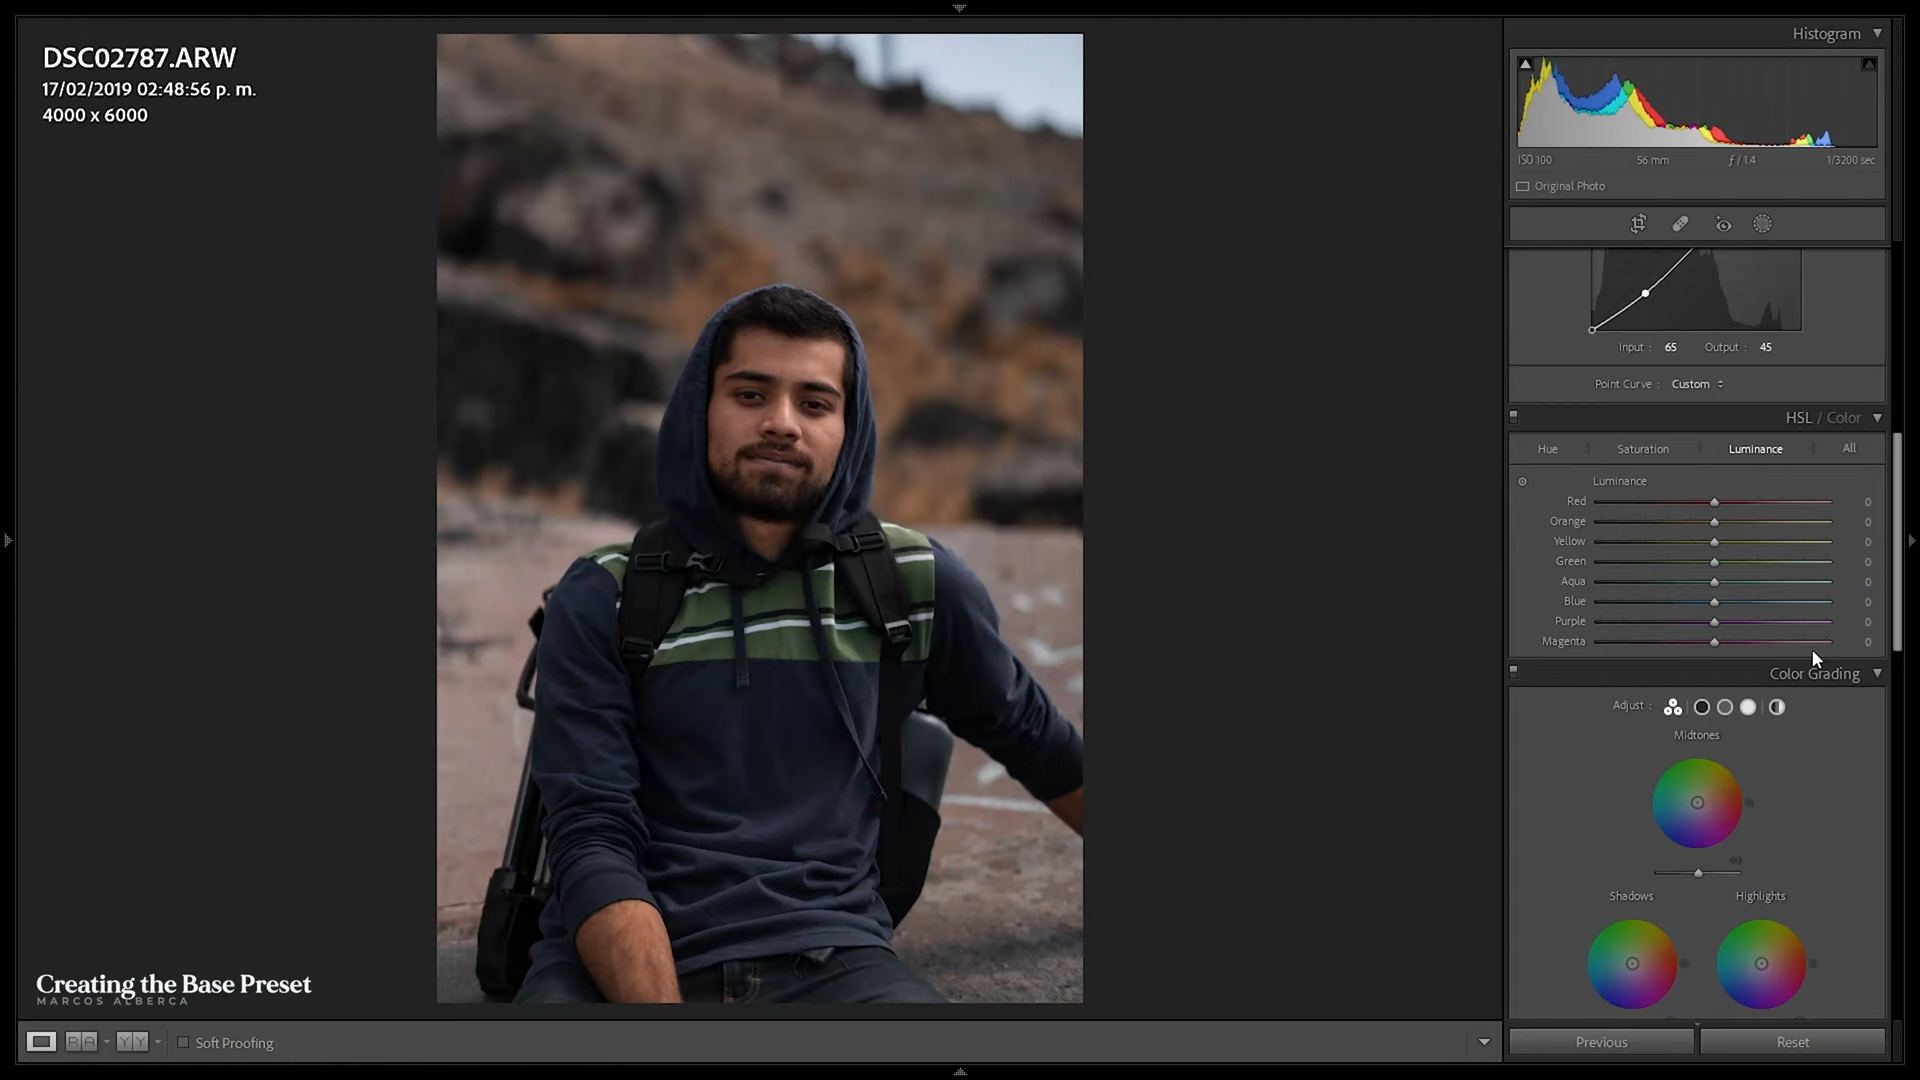 DSC02787.ARW
17/02/2019 02:48:56 p. m.
4000 x 6000
Histogram
ISO 100 56 mm ƒ / 1.4 1/3200 sec
Original Photo
Input : 65 Output : 45
Point Curve : Custom
HSL / Color
Hue Saturation Luminance All
Luminance
Red 0
Orange 0
Yellow 0
Green 0
Aqua 0
Blue 0
Purple 0
Magenta 0
Color Grading
Adjust :
Midtones
Shadows Highlights
Creating the Base Preset
MARCOS ALBERCA
R A Y Y Soft Proofing
Previous Reset